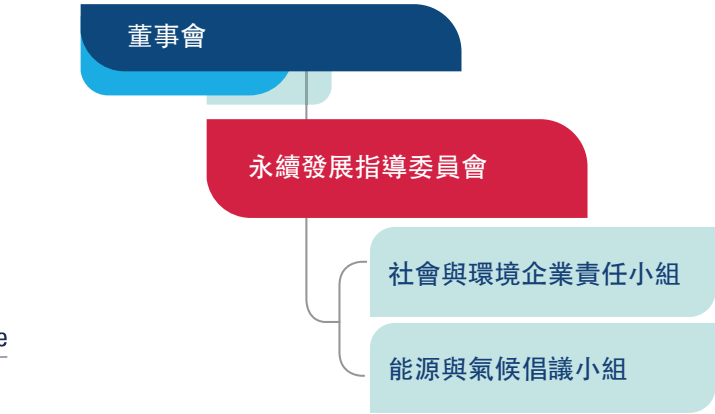 董事會
永續發展指導委員會
社會與環境企業責任小組
e
能源與氣候倡議小組